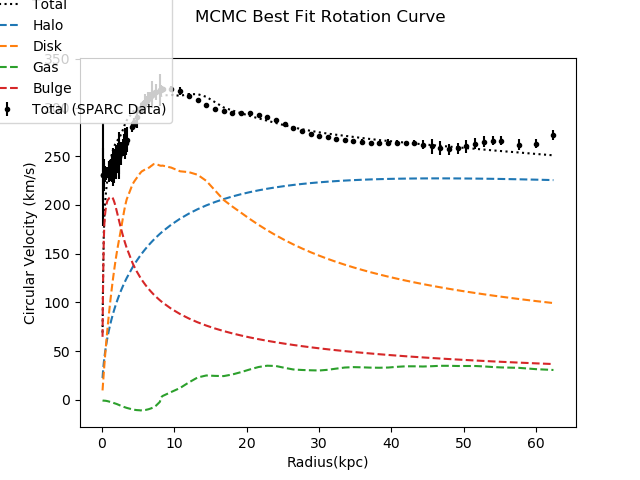 MCMC Best Fit Rotation Curve
Total
Halo
Disk
Gas
Bulge
Total (SPARC Data)
350
250
200
150
100
50
0
Circular Velocity (km/s)
0 10 20 30 40 50 60
Radius(kpc)